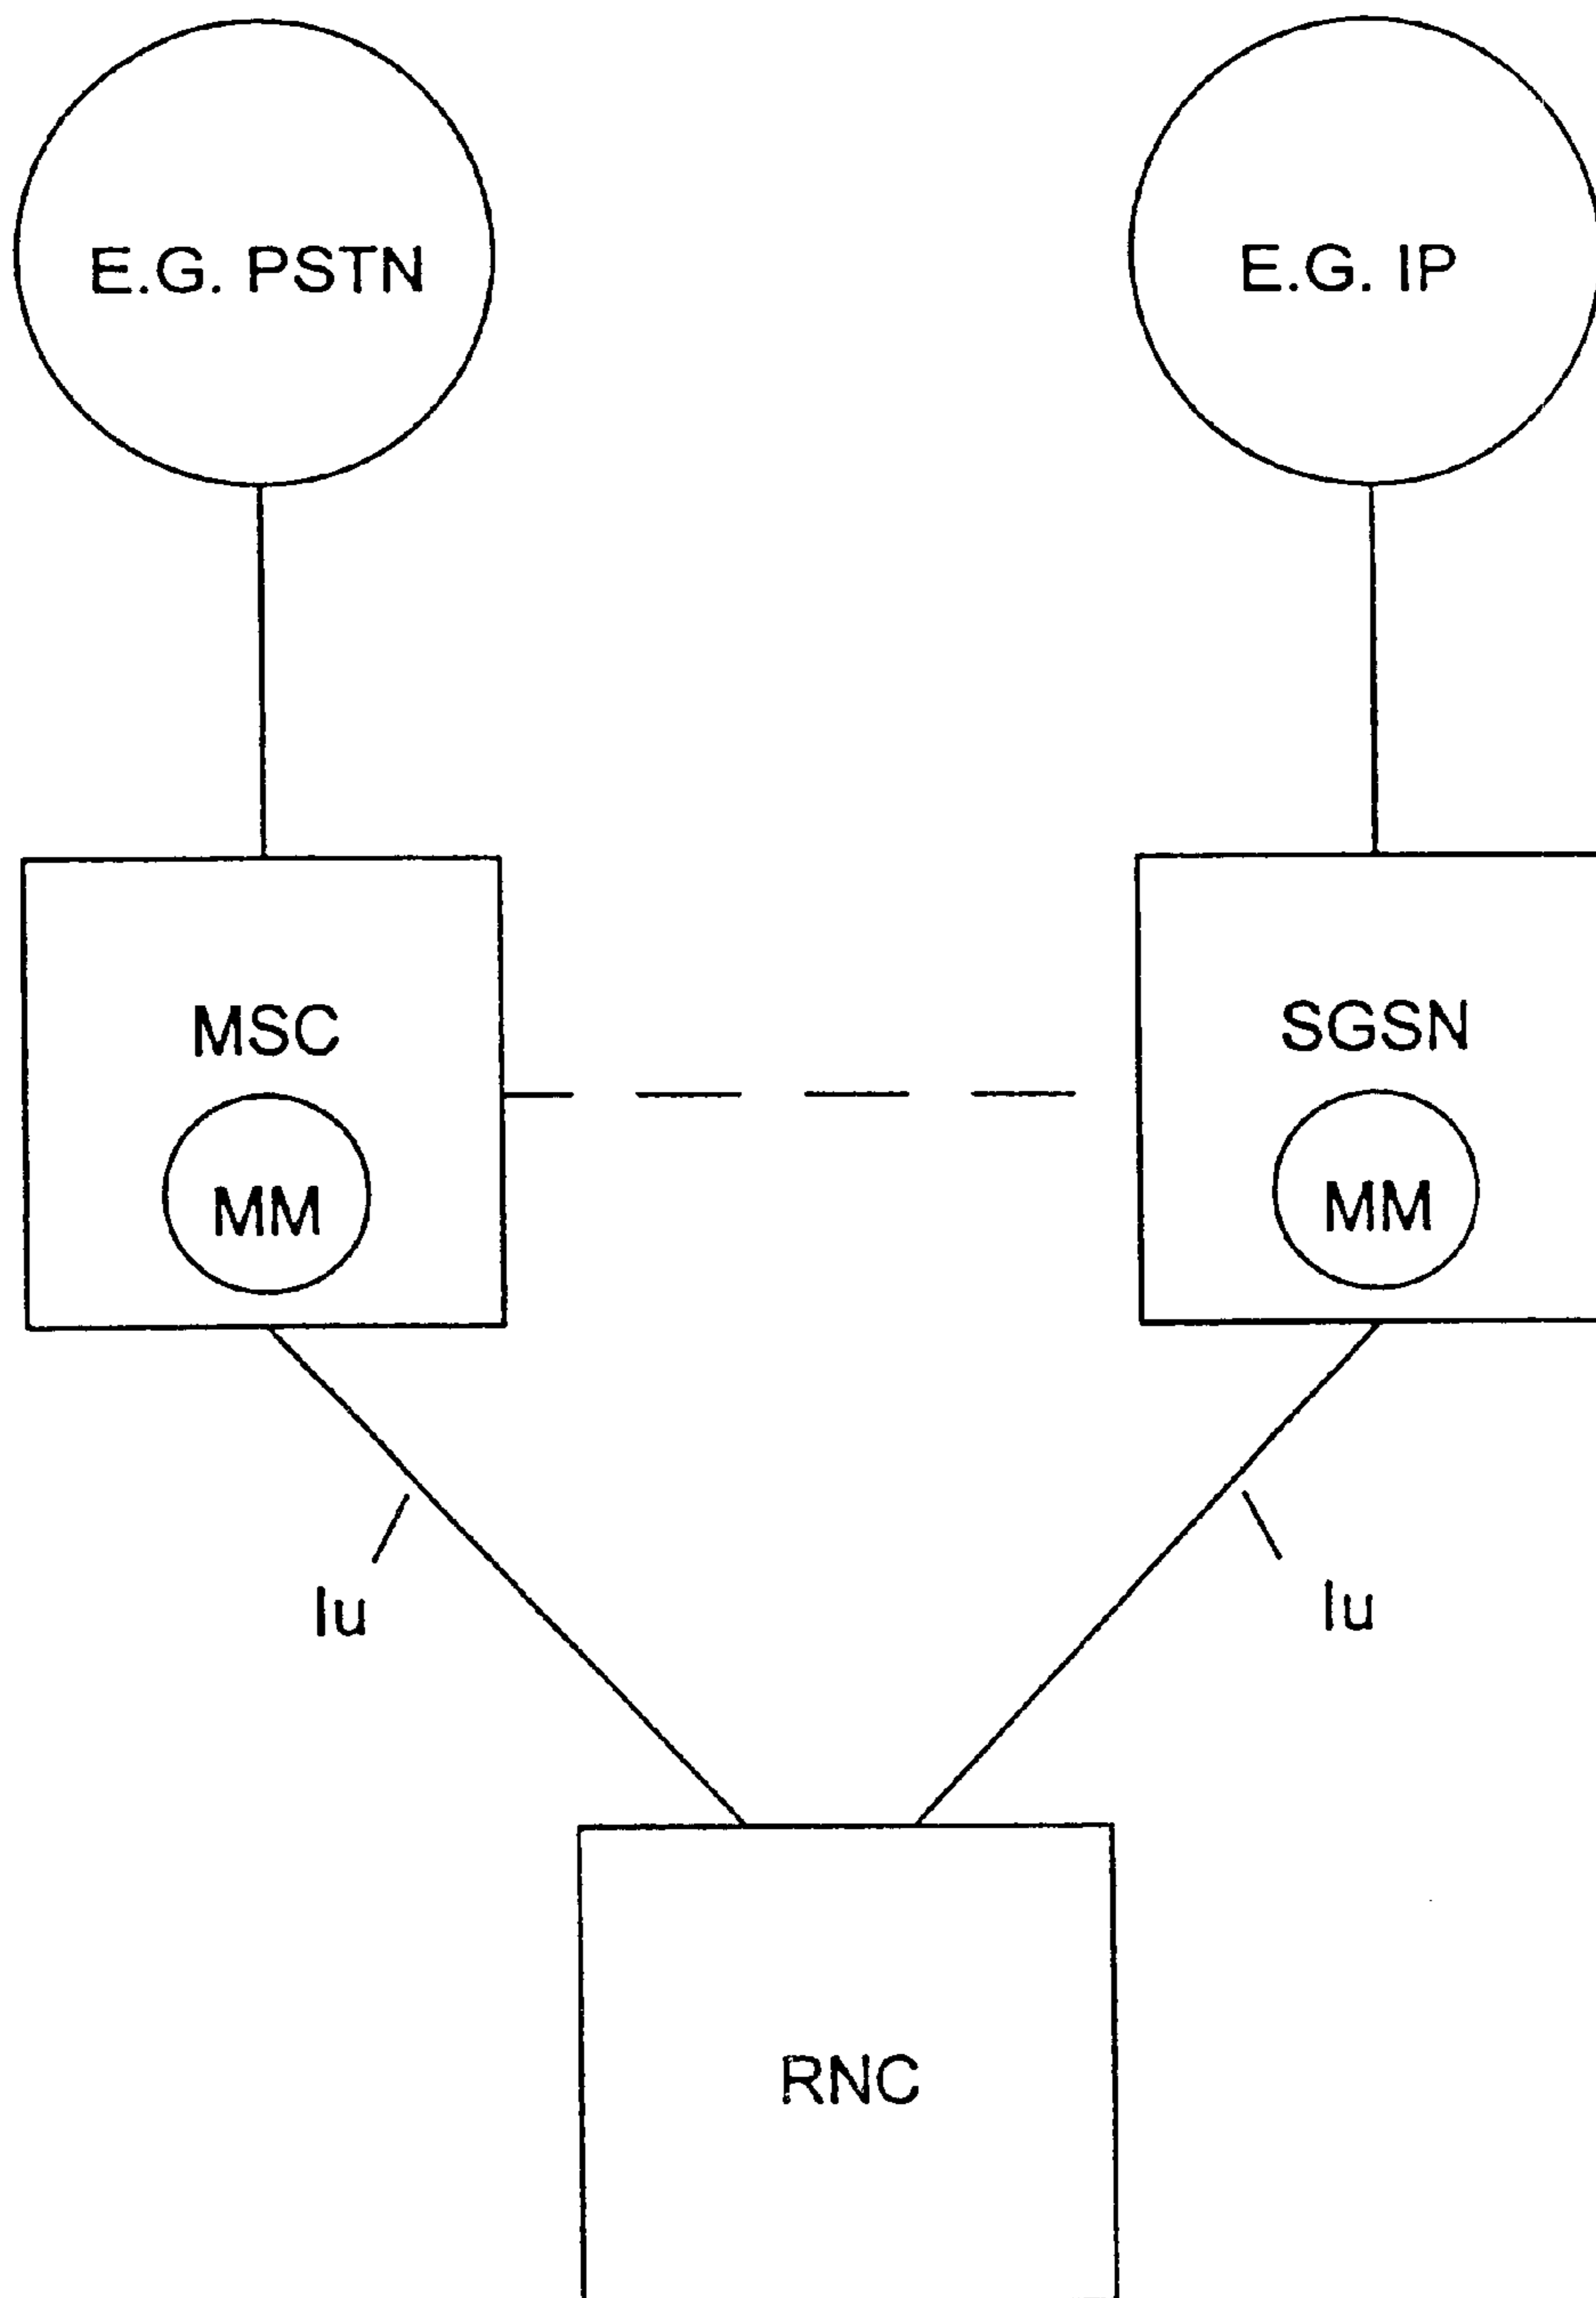 E.G. PSTN
E.G. IP
MSC
SGSN
MM
MM
Iu
Iu
RNC